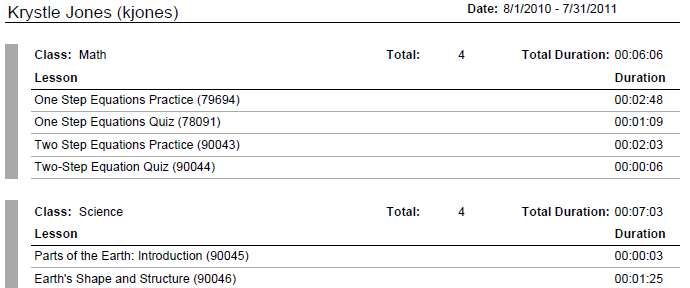 Krystle Jones (kjones) Date: 8/1/2010 - 7/31/2011
Class: Math Total: 4 Total Duration: 00:06:06
Lesson Duration
One Step Equations Practice (79694) 00:02:48
One Step Equations Quiz (78091) 00:01:09
Two Step Equations Practice (90043) 00:02:03
Two-Step Equation Quiz (90044) 00:00:06
Class: Science Total: 4 Total Duration: 00:07:03
Lesson Duration
Parts of the Earth: Introduction (90045) 00:00:03
Earth's Shape and Structure (90046) 00:01:25